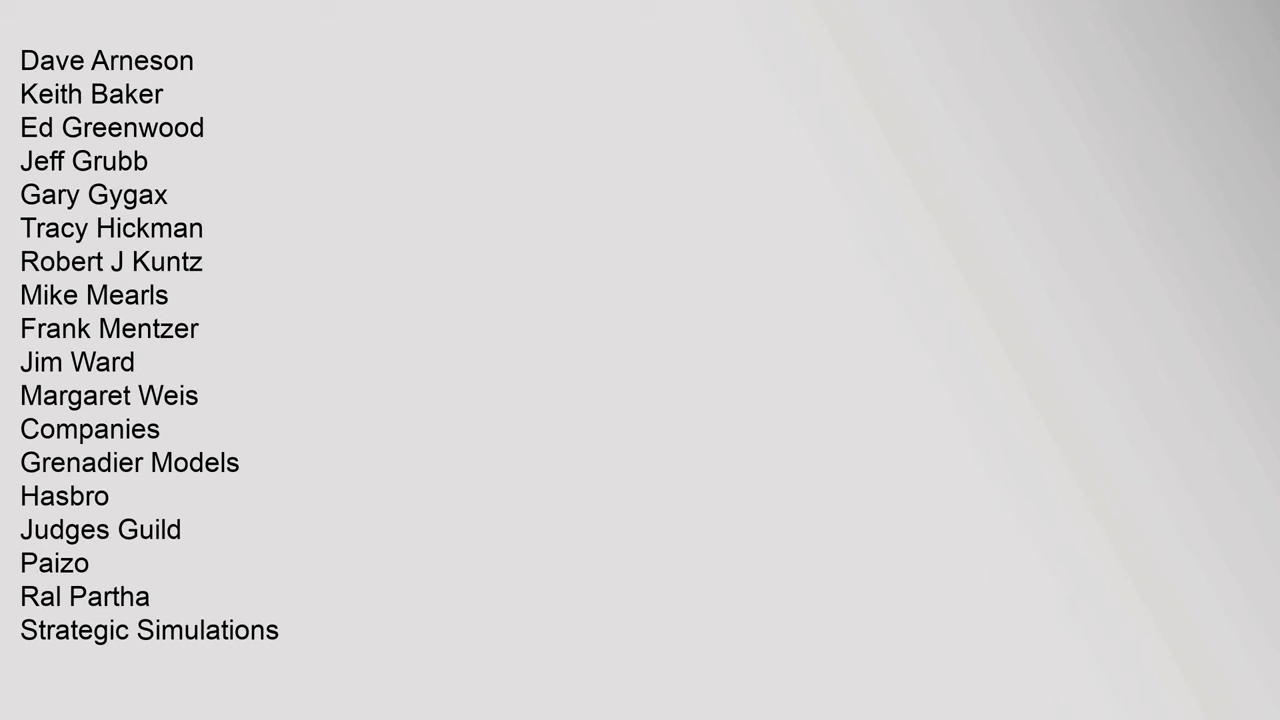 Dave Arneson
Keith Baker
Ed Greenwood
Jeff Grubb
Gary Gygax
Tracy Hickman
Robert J Kuntz
Mike Mearls
Frank Mentzer
Jim Ward
Margaret Weis
Companies
Grenadier Models
Hasbro
Judges Guild
Paizo
Ral Partha
Strategic Simulations